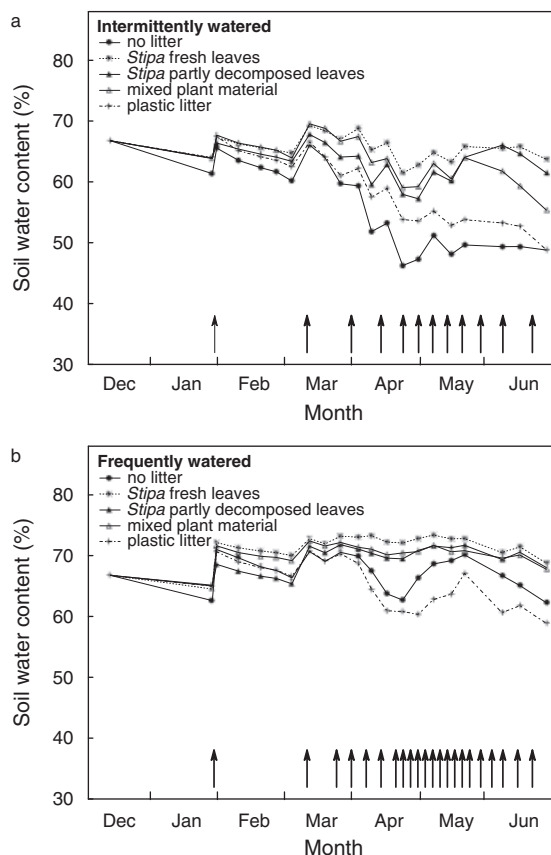 a
Intermittently watered
no litter
Stipa fresh leaves
Stipa partly decomposed leaves
mixed plant material
plastic litter
Soil water content (%)
80
70
60
50
40
30
Dec Jan Feb Mar Apr May Jun
Month
b
Frequently watered
no litter
Stipa fresh leaves
Stipa partly decomposed leaves
mixed plant material
plastic litter
Soil water content (%)
80
70
60
50
40
30
Dec Jan Feb Mar Apr May Jun
Month